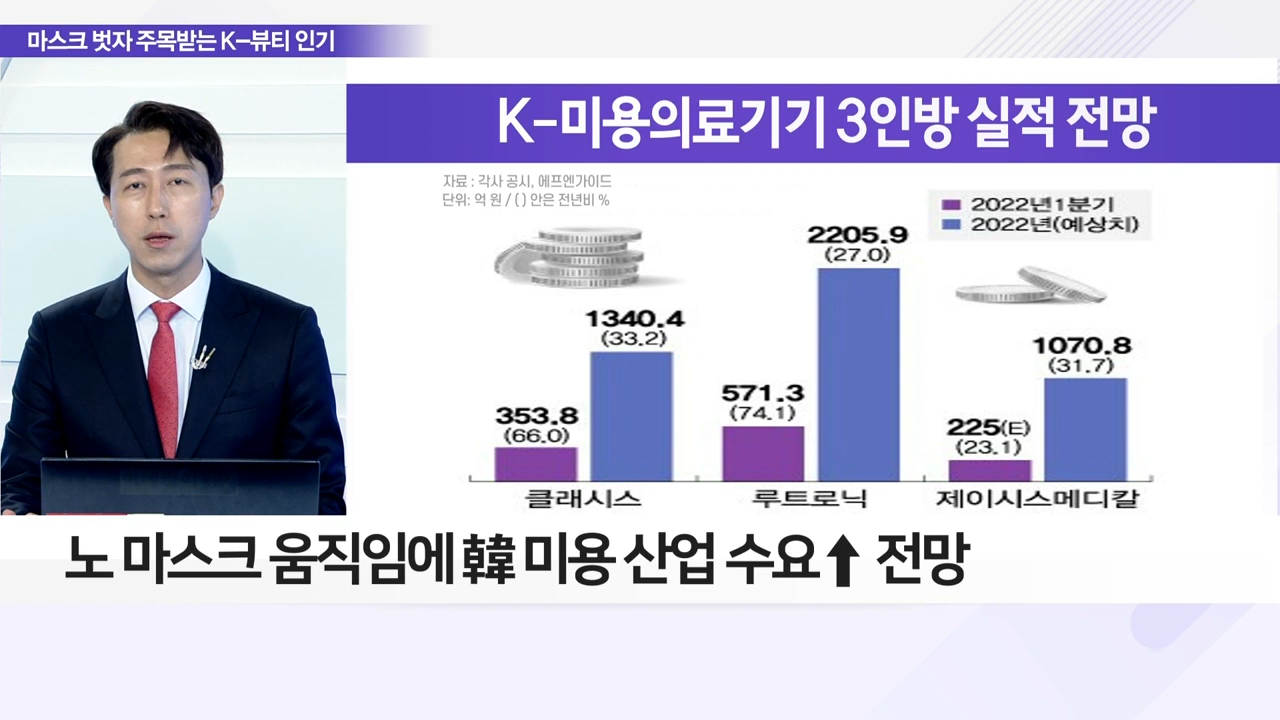 마스크 벗자 주목받는 K-뷰티 인기
K-미용의료기기 3인방 실적 전망
자료 : 각사 공시, 에프엔가이드
단위: 억 원 / ( ) 안은 전년비 %
2022년1분기
2022년(예상치)
2205.9
(27.0)
1340.4
(33.2)
1070.8
(31.7)
571.3
(74.1)
353.8
(66.0)
225(E)
(23.1)
클래시스
루트로닉
제이시스메디칼
노 마스크 움직임에 韓 미용 산업 수요⬆ 전망